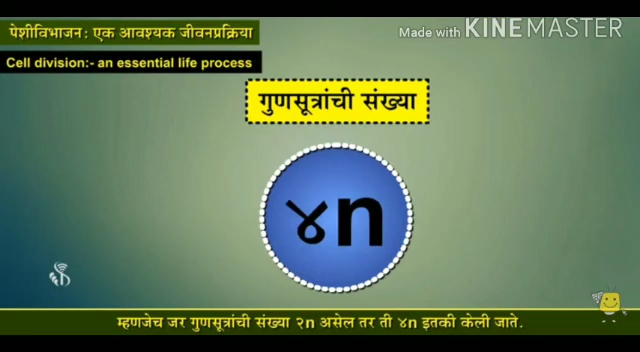 पेशीविभाजन : एक आवश्यक जीवनप्रक्रिया
Made with KINEMASTER
Cell division:- an essential life process
गुणसूत्रांची संख्या
४n
म्हणजेच जर गुणसूत्रांची संख्या २n असेल तर ती ४n इतकी केली जाते.